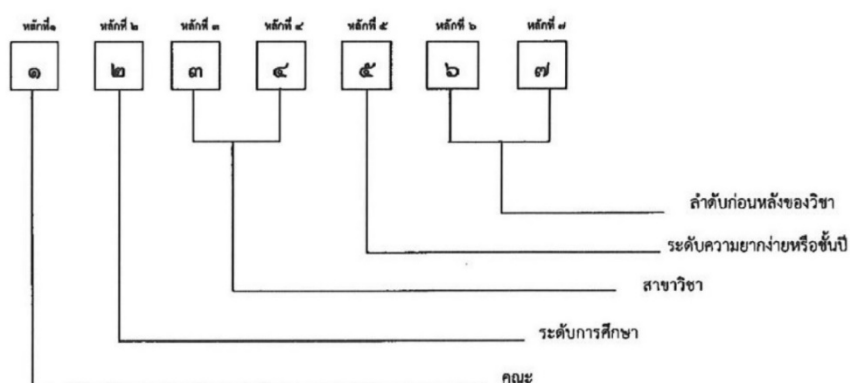 หลักที่๑ หลักที่ ๒ หลักที่ ๓ หลักที่ ๔ หลักที่ ๕ หลักที่ ๖ หลักที่ ๗
๑ ๒ ๓ ๔ ๕ ๖ ๗
ลำดับก่อนหลังของวิชา
ระดับความยากง่ายหรือชั้นปี
สาขาวิชา
ระดับการศึกษา
คณะ